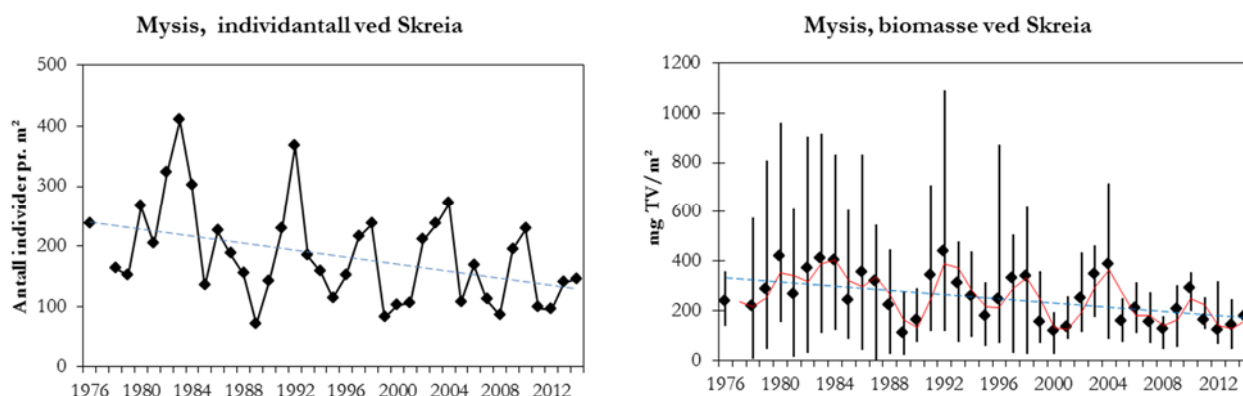 Mysis, individantall ved Skreia
Antall individer pr. m²
500
400
300
200
100
0
1976 1980 1984 1988 1992 1996 2000 2004 2008 2012
Mysis, biomasse ved Skreia
mg TV/m²
1200
1000
800
600
400
200
0
1976 1980 1984 1988 1992 1996 2000 2004 2008 2012